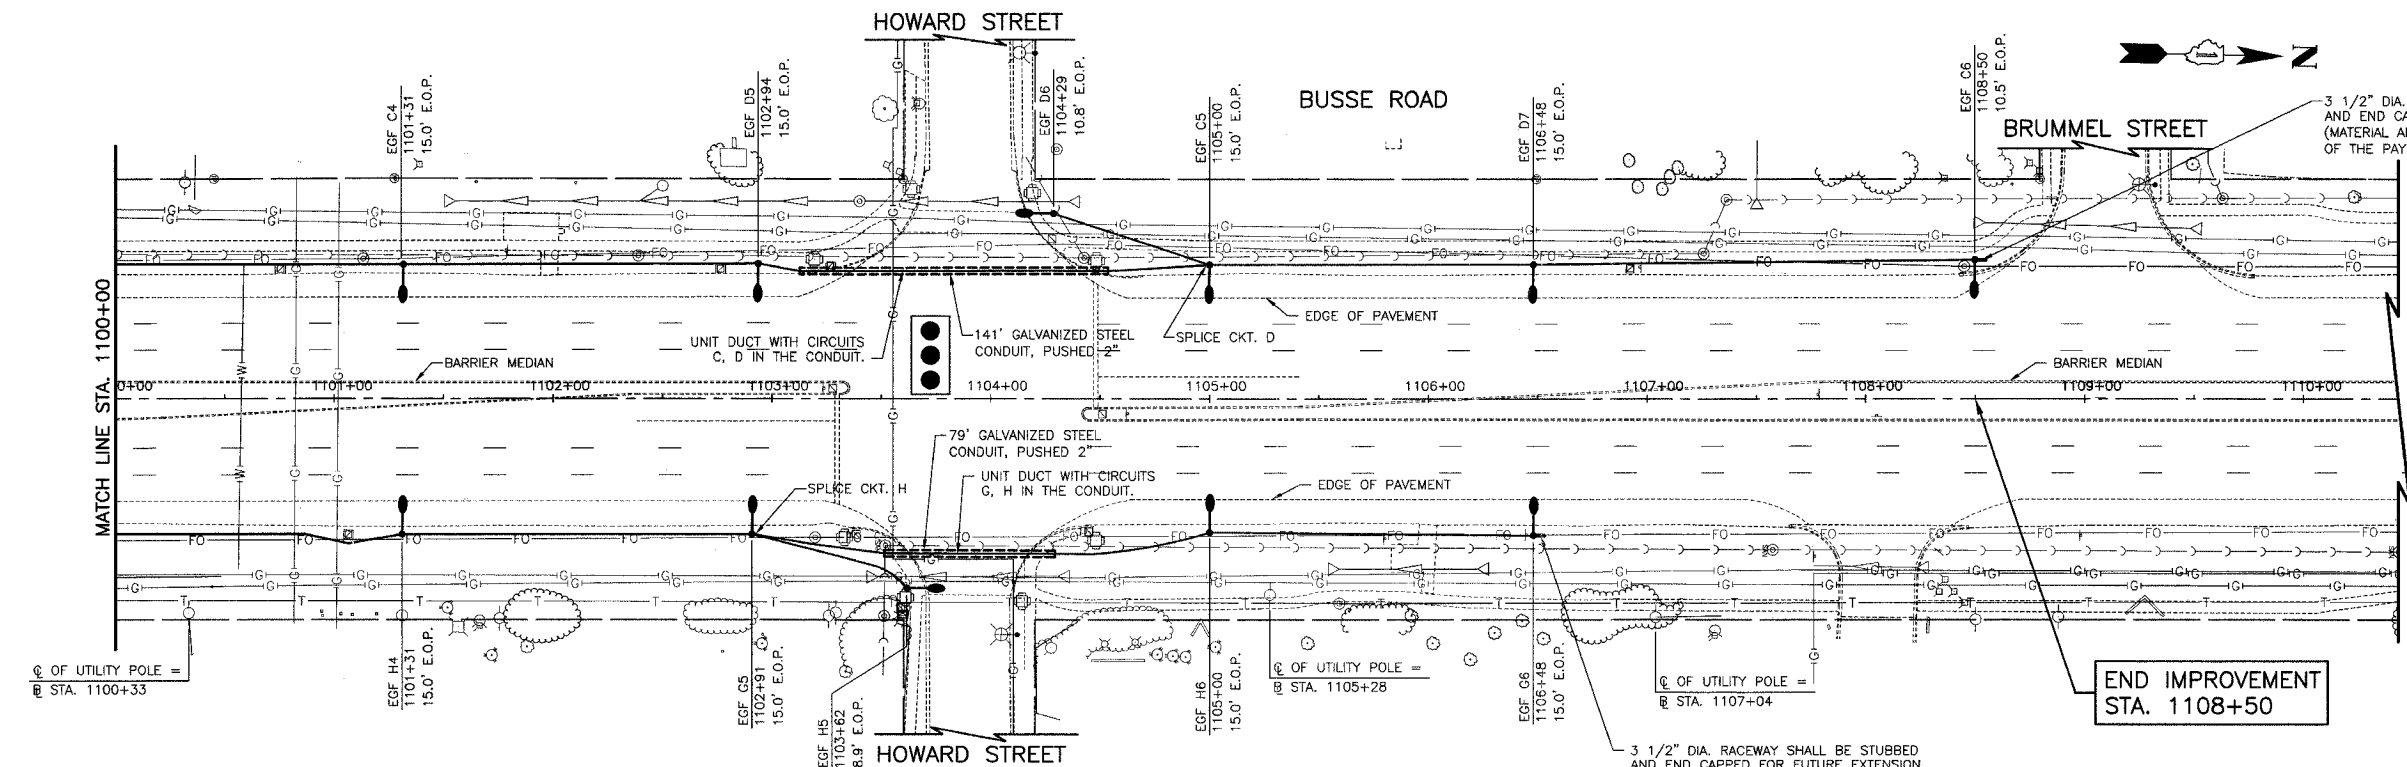 HOWARD STREET
BUSSE ROAD
N
EGF C4
1101+31
15.0' E.O.P.
EGF D5
1102+94
15.0' E.O.P.
EGF D6
1104+29
10.8' E.O.P.
EGF C5
1105+00
15.0' E.O.P.
EGF D7
1106+48
15.0' E.O.P.
EGF C6
1108+50
10.5' E.O.P.
3 1/2" DIA.
AND END CA
(MATERIAL A
OF THE PAY
BRUMMEL STREET
MATCH LINE STA. 1100+00
UNIT DUCT WITH CIRCUITS
C, D IN THE CONDUIT.
141' GALVANIZED STEEL
CONDUIT, PUSHED 2"
SPLICE CKT. D
EDGE OF PAVEMENT
BARRIER MEDIAN
BARRIER MEDIAN
0+00
1101+00
1102+00
1103+00
1104+00
1105+00
1106+00
1107+00
1108+00
1109+00
1110+00
79' GALVANIZED STEEL
CONDUIT, PUSHED 2"
UNIT DUCT WITH CIRCUITS
G, H IN THE CONDUIT.
SPLICE CKT. H
EDGE OF PAVEMENT
℄ OF UTILITY POLE =
STA. 1100+33
EGF H4
1101+31
15.0' E.O.P.
EGF G5
1102+91
15.0' E.O.P.
EGF H5
1103+62
8.9' E.O.P.
EGF H6
1105+00
15.0' E.O.P.
℄ OF UTILITY POLE =
STA. 1105+28
EGF G6
1106+48
15.0' E.O.P.
℄ OF UTILITY POLE =
STA. 1107+04
END IMPROVEMENT
STA. 1108+50
HOWARD STREET
3 1/2" DIA. RACEWAY SHALL BE STUBBED
AND END CAPPED FOR FUTURE EXTENSION